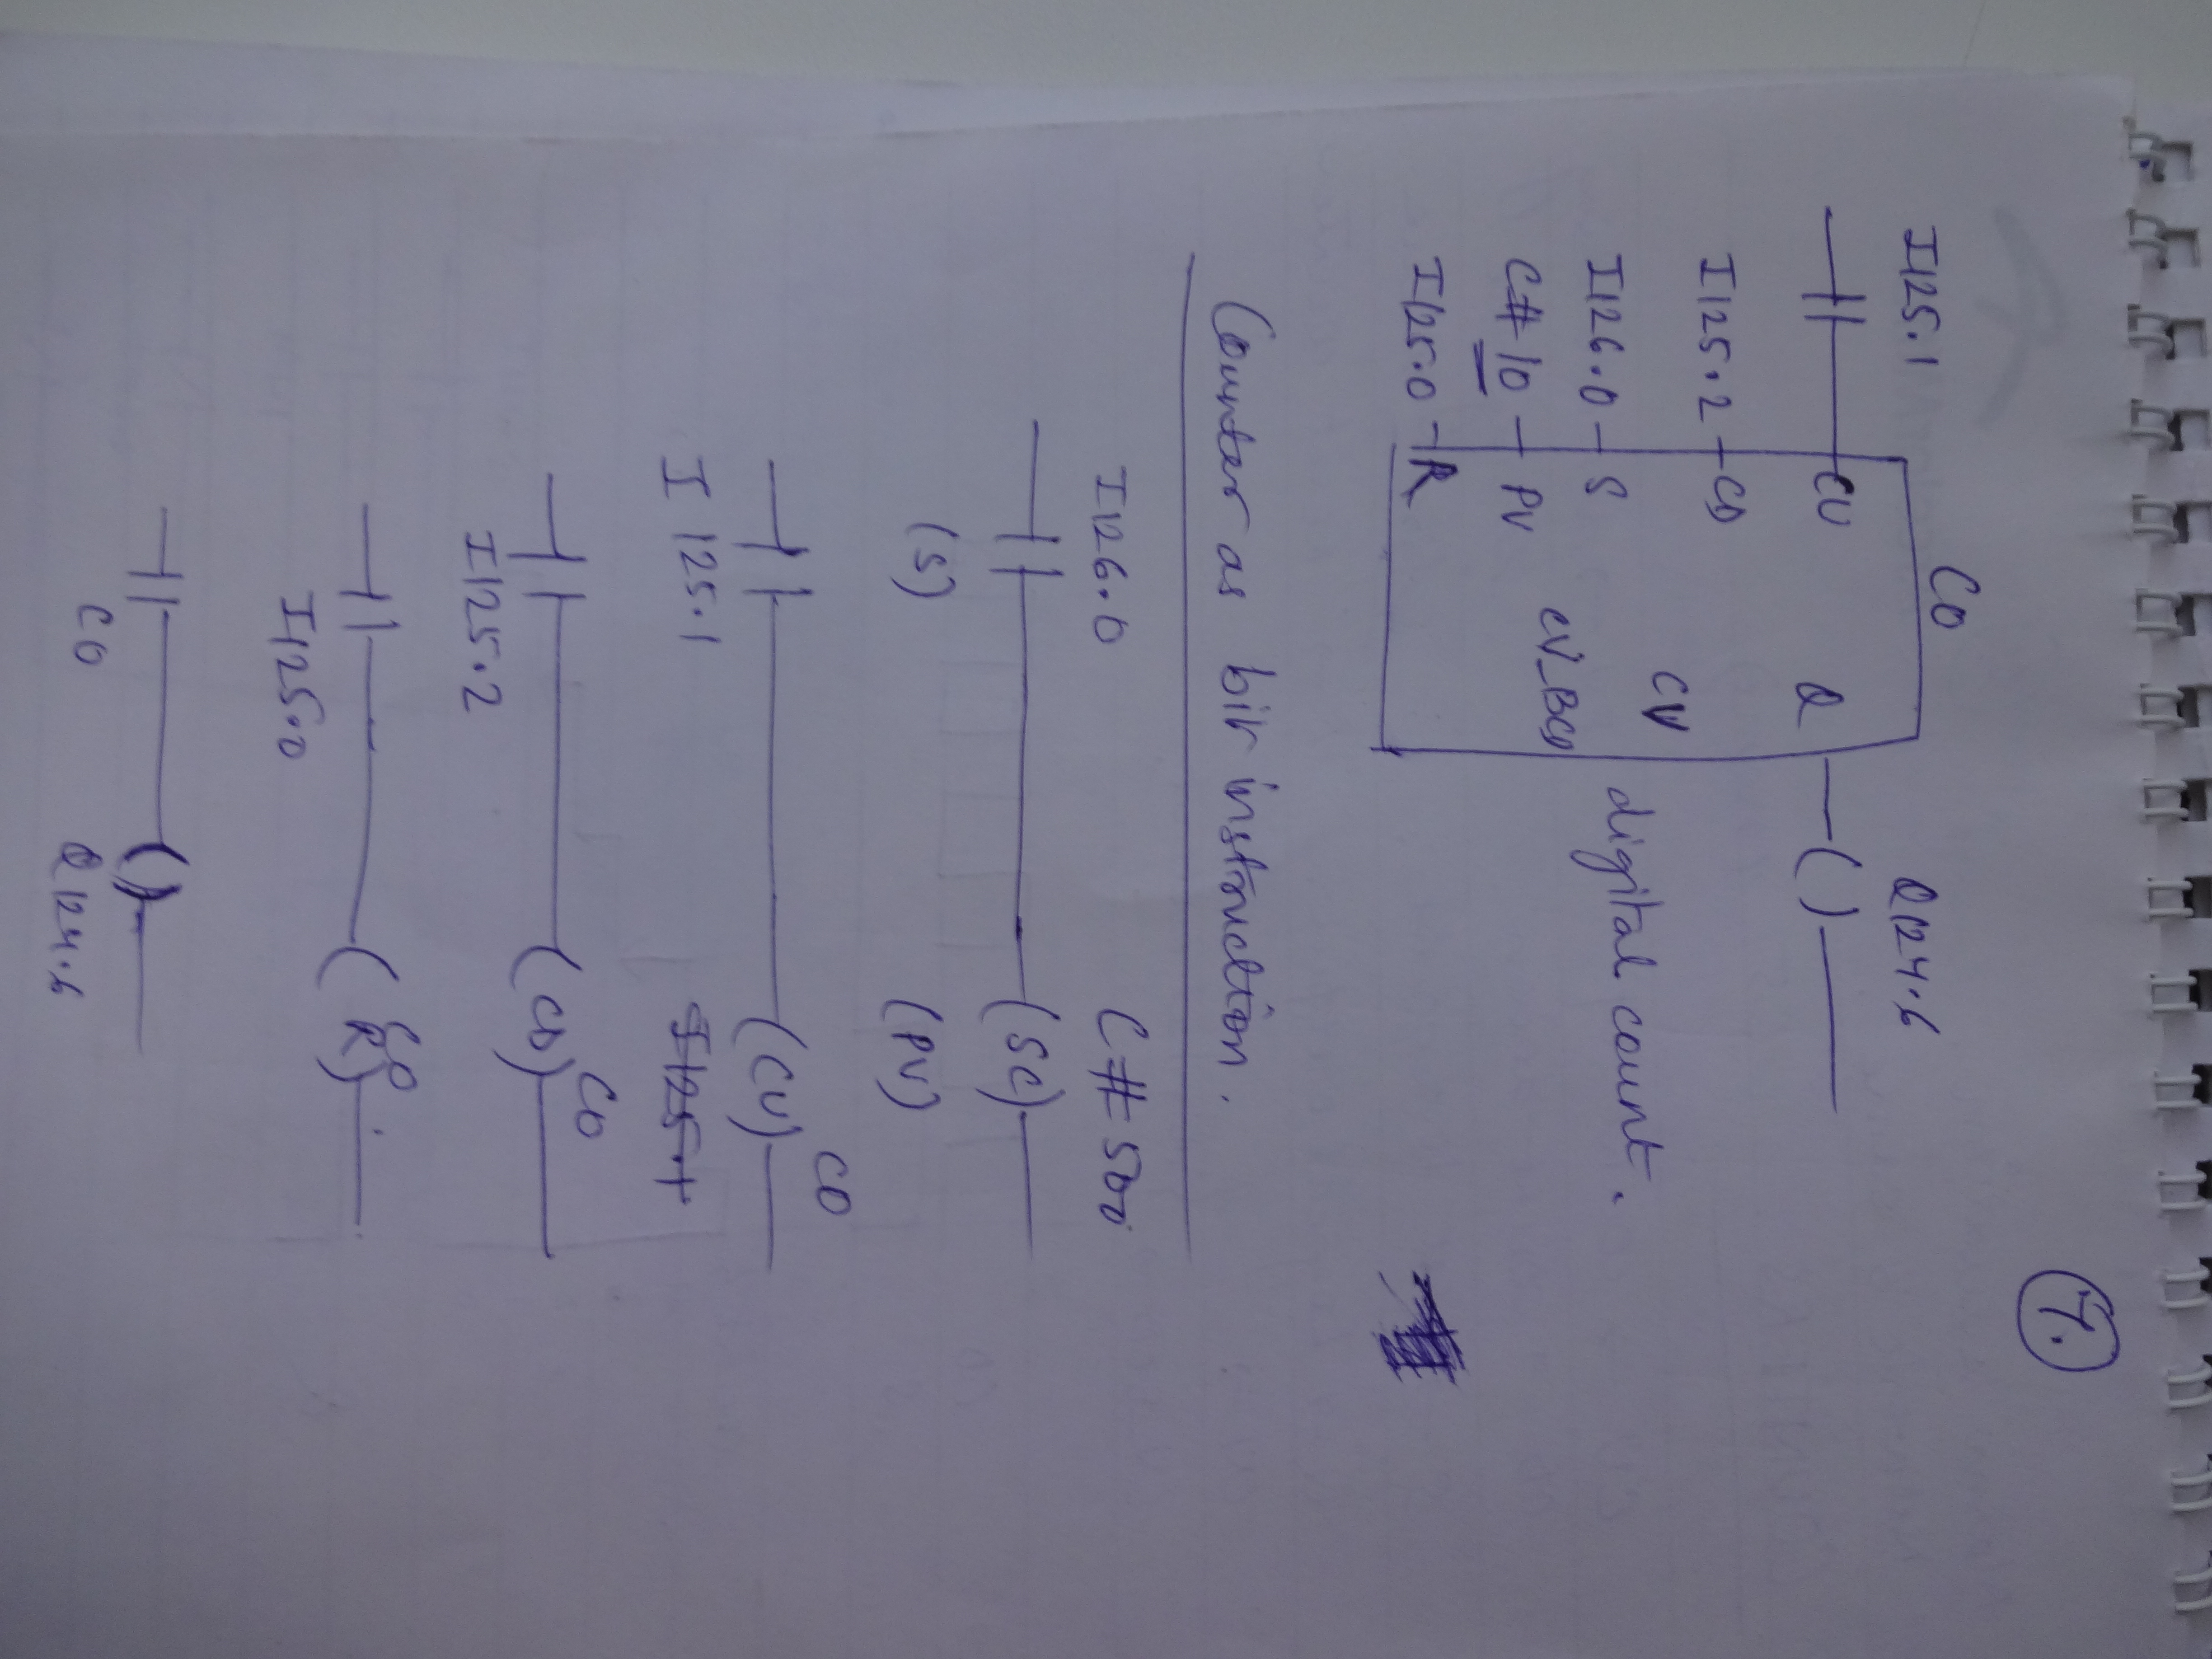 7.
I125.1 C0 Q124.6
CU Q ( )
I125.2 CD CV
I126.0 S digital count.
C#10 PV CV_BCD
I125.0 R
Counter as bit instruction.
I126.0 C#500
(SC)
(S) (PV)
C0
(CU)
I 125.1 I125.1
C0
(CD)
I125.2
C0
(R)
I125.0
( )
C0 Q124.6